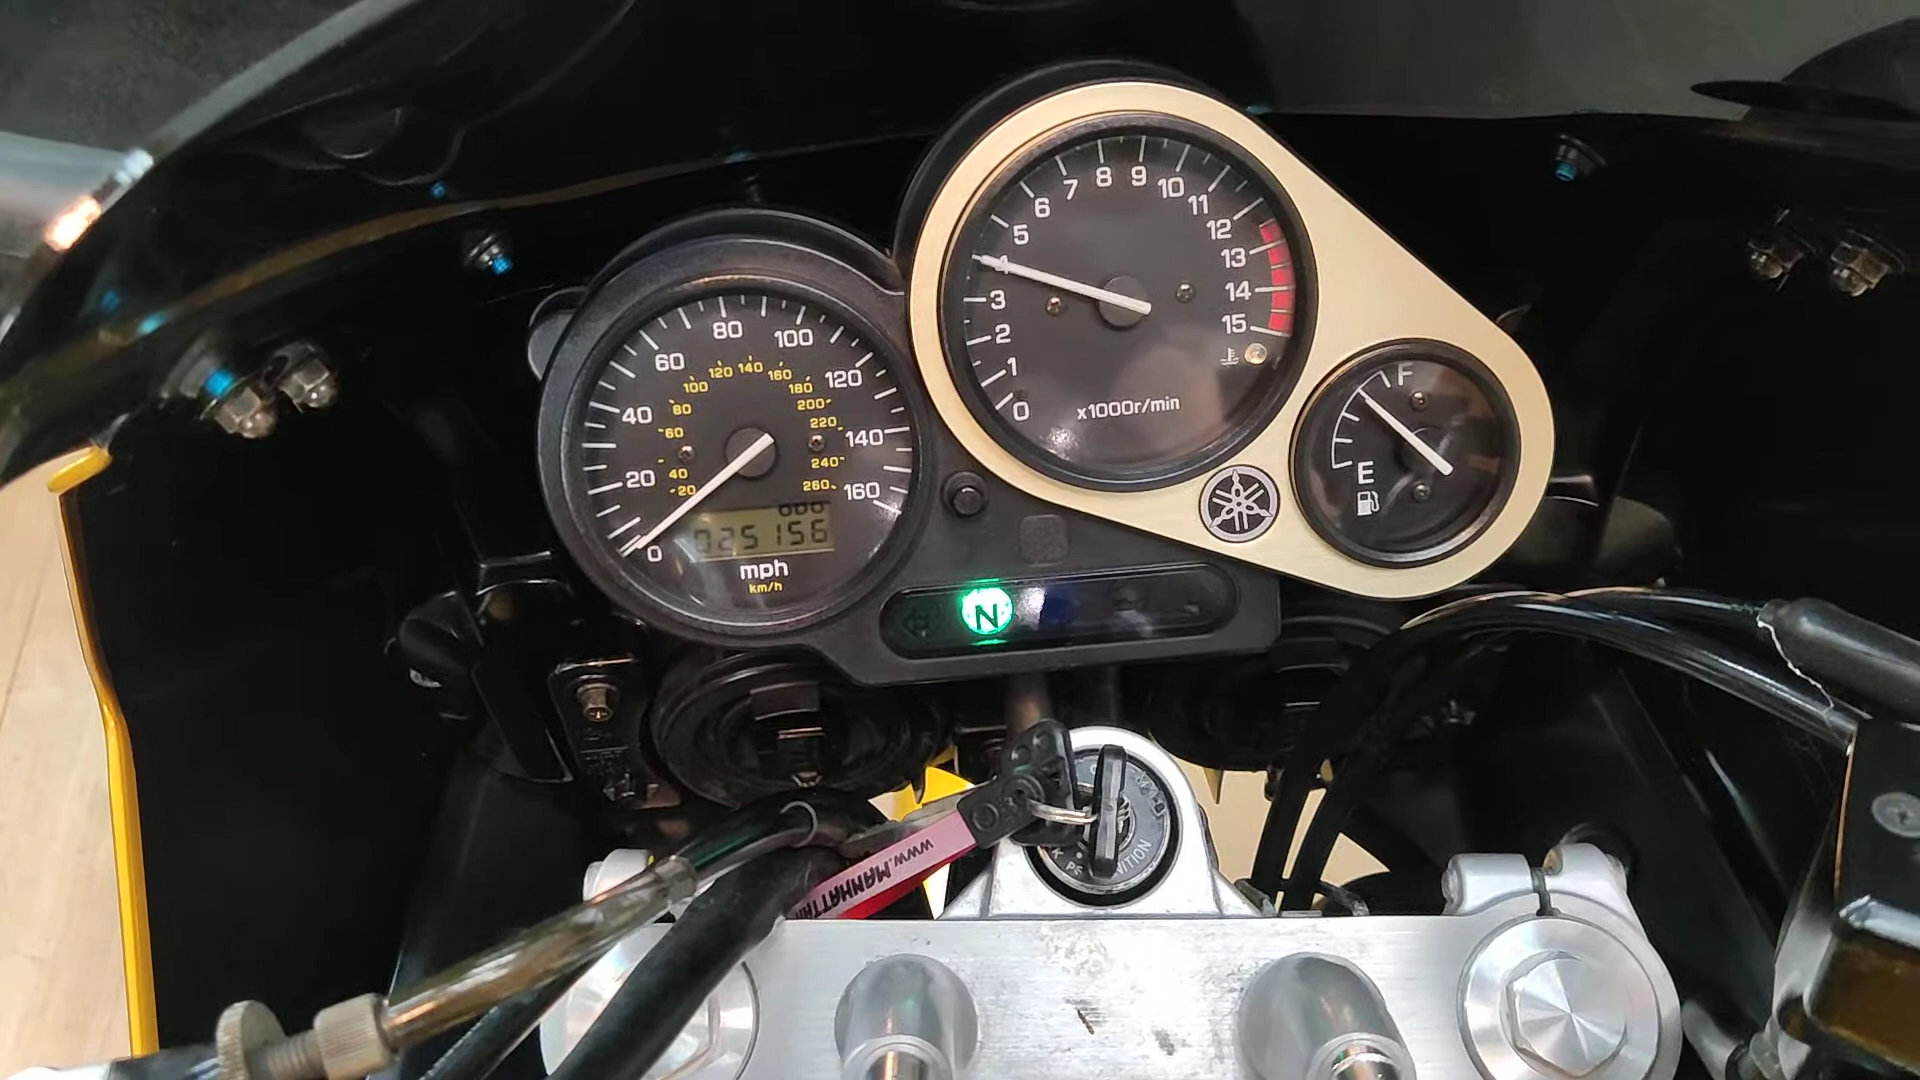 0 1 2 3 4 5 6 7 8 9 10 11 12 13 14 15
x1000r/min
0 20 40 60 80 100 120 140 160
20 40 60 80 100 120 140 160 180 200 220 240 260
ODO
025156
mph
km/h
F
E
N
www.MANHATTAN
IGNITION